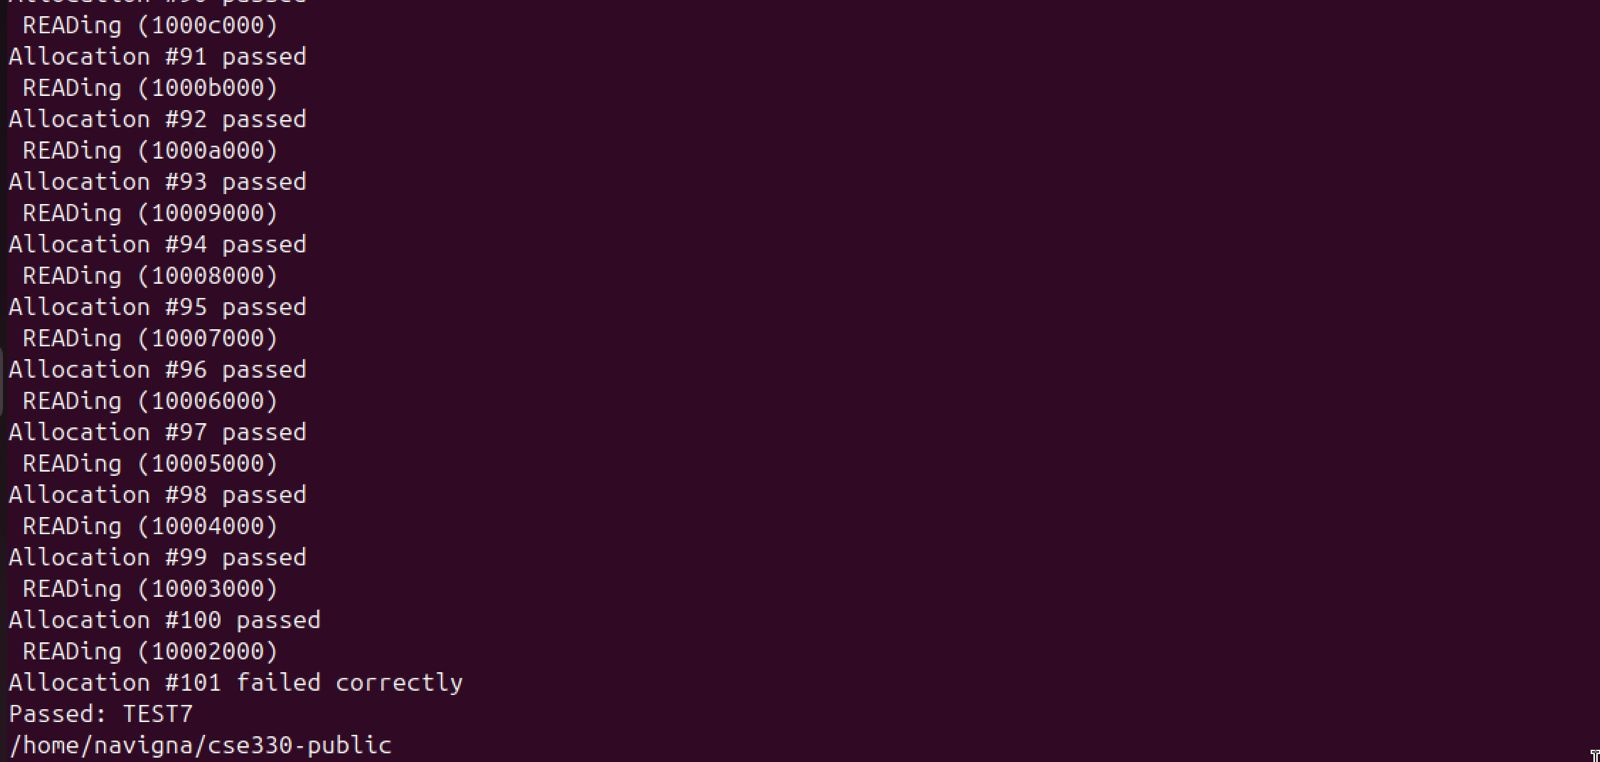 Allocation #90 passed
 READing (1000c000)
Allocation #91 passed
 READing (1000b000)
Allocation #92 passed
 READing (1000a000)
Allocation #93 passed
 READing (10009000)
Allocation #94 passed
 READing (10008000)
Allocation #95 passed
 READing (10007000)
Allocation #96 passed
 READing (10006000)
Allocation #97 passed
 READing (10005000)
Allocation #98 passed
 READing (10004000)
Allocation #99 passed
 READing (10003000)
Allocation #100 passed
 READing (10002000)
Allocation #101 failed correctly
Passed: TEST7
/home/navigna/cse330-public